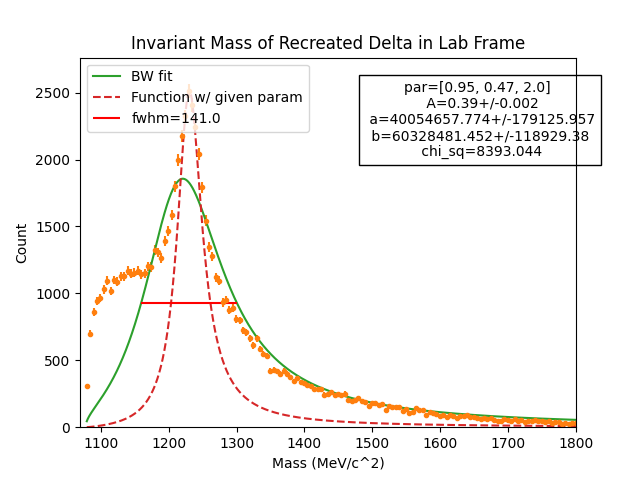 Invariant Mass of Recreated Delta in Lab Frame
BW fit
Function w/ given param
fwhm=141.0
par=[0.95, 0.47, 2.0]
A=0.39+/-0.002
a=40054657.774+/-179125.957
b=60328481.452+/-118929.38
chi_sq=8393.044
Count
2500
2000
1500
1000
500
0
1100 1200 1300 1400 1500 1600 1700 1800
Mass (MeV/c^2)